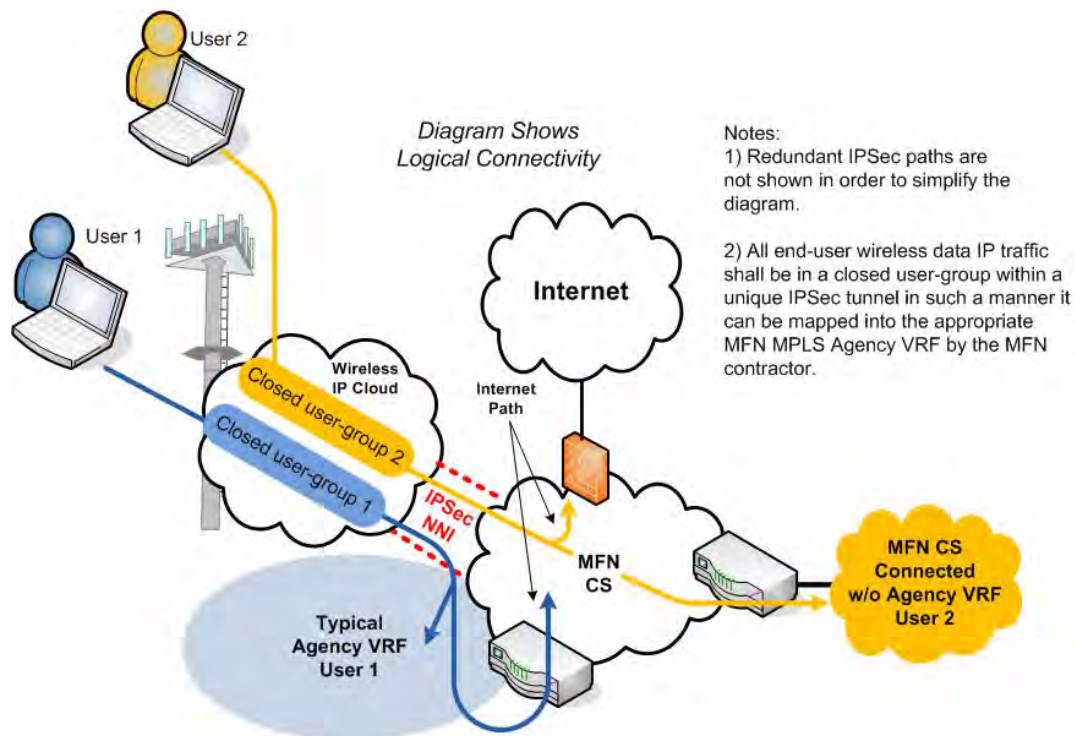 User 2
User 1
Diagram Shows
Logical Connectivity
Notes:
1) Redundant IPSec paths are
not shown in order to simplify the
diagram.
2) All end-user wireless data IP traffic
shall be in a closed user-group within a
unique IPSec tunnel in such a manner it
can be mapped into the appropriate
MFN MPLS Agency VRF by the MFN
contractor.
Internet
Wireless
IP Cloud
Closed user-group 2
Closed user-group 1
Internet
Path
IPSec
NNI
MFN
CS
MFN CS
Connected
w/o Agency VRF
User 2
Typical
Agency VRF
User 1